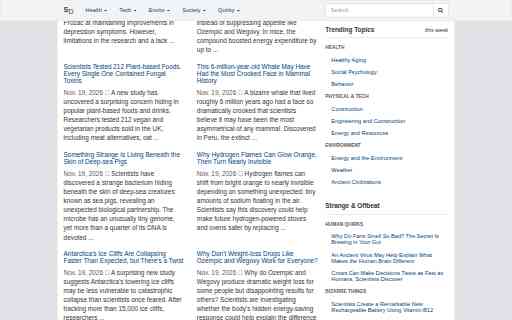 SD
Health
Tech
Enviro
Society
Quirky
Search
Prozac at maintaining improvements in
depression symptoms. However,
limitations in the research and a lack ...
Scientists Tested 212 Plant-based Foods.
Every Single One Contained Fungal
Toxins
Nov. 19, 2026 □ A new study has
uncovered a surprising hidden finding in
popular plant-based foods and drinks.
Researchers tested 212 vegan and
vegetarian products sold in the UK,
including meat alternatives, oat ...
Something Strange Is Living Beneath the
Skin of Deep-sea Pigs
Nov. 19, 2026 □ Scientists have
discovered a strange bacterium hiding
beneath the skin of deep-sea creatures
known as sea pigs, revealing an
unexpected biological partnership. The
microbe has an unusually tiny genome,
yet more than a quarter of its DNA is
devoted ...
Antarctica's Ice Cliffs Are Collapsing
Faster Than Expected, but There's a Twist
Nov. 19, 2026 □ A surprising new study
suggests Antarctica's towering ice cliffs
may be less vulnerable to catastrophic
collapse than scientists once feared. After
tracking more than 15,000 ice cliffs,
researchers ...
instead of suppressing appetite like
Ozempic and Wegovy. In mice, the
compound boosted energy expenditure by
up to ...
This 6-million-year-old Whale May Have
Had the Most Crooked Face in Mammal
History
Nov. 19, 2026 □ A bizarre whale that lived
roughly 6 million years ago had a face so
dramatically crooked that scientists
believe it may have been the most
asymmetrical of any mammal. Discovered
in Peru, the extinct ...
Why Hydrogen Flames Can Glow Orange,
Then Turn Nearly Invisible
Nov. 19, 2026 □ Hydrogen flames can
shift from bright orange to nearly invisible
depending on something unexpected: tiny
amounts of sodium floating in the air.
Scientists say this discovery could help
make future hydrogen-powered stoves
and ovens safer by replacing ...
Why Don't Weight-loss Drugs Like
Ozempic and Wegovy Work for Everyone?
Nov. 19, 2026 □ Why do Ozempic and
Wegovy produce dramatic weight loss for
some people but disappointing results for
others? Scientists are investigating
whether the body's hidden energy-saving
response could help explain the difference
Trending Topics
this week
HEALTH
Healthy Aging
Social Psychology
Behavior
PHYSICAL & TECH
Construction
Engineering and Construction
Energy and Resources
ENVIRONMENT
Energy and the Environment
Weather
Ancient Civilizations
Strange & Offbeat
HUMAN QUIRKS
Why Do Farts Smell So Bad? The Secret Is
Brewing in Your Gut
An Ancient Virus May Help Explain What
Makes the Human Brain Different
Crows Can Make Decisions Twice as Fast as
Humans, Scientists Discover
BIZARRE THINGS
Scientists Create a Remarkable New
Rechargeable Battery Using Vitamin B12